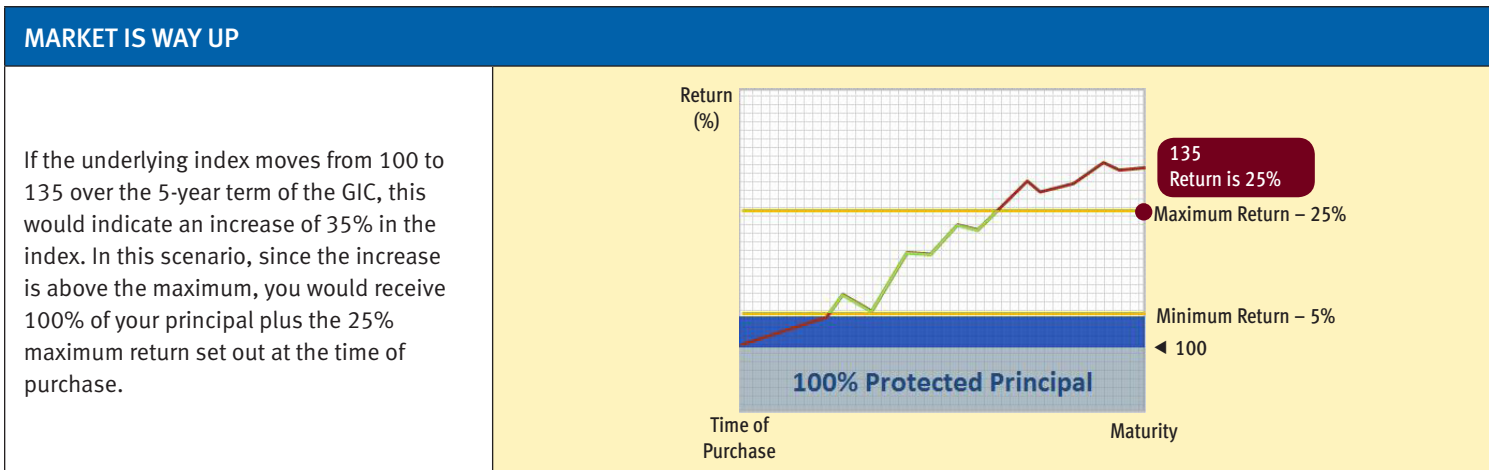 MARKET IS WAY UP
If the underlying index moves from 100 to
135 over the 5-year term of the GIC, this
would indicate an increase of 35% in the
index. In this scenario, since the increase
is above the maximum, you would receive
100% of your principal plus the 25%
maximum return set out at the time of
purchase.
Return
(%)
135
Return is 25%
Maximum Return – 25%
Minimum Return – 5%
◄ 100
100% Protected Principal
Time of
Purchase
Maturity